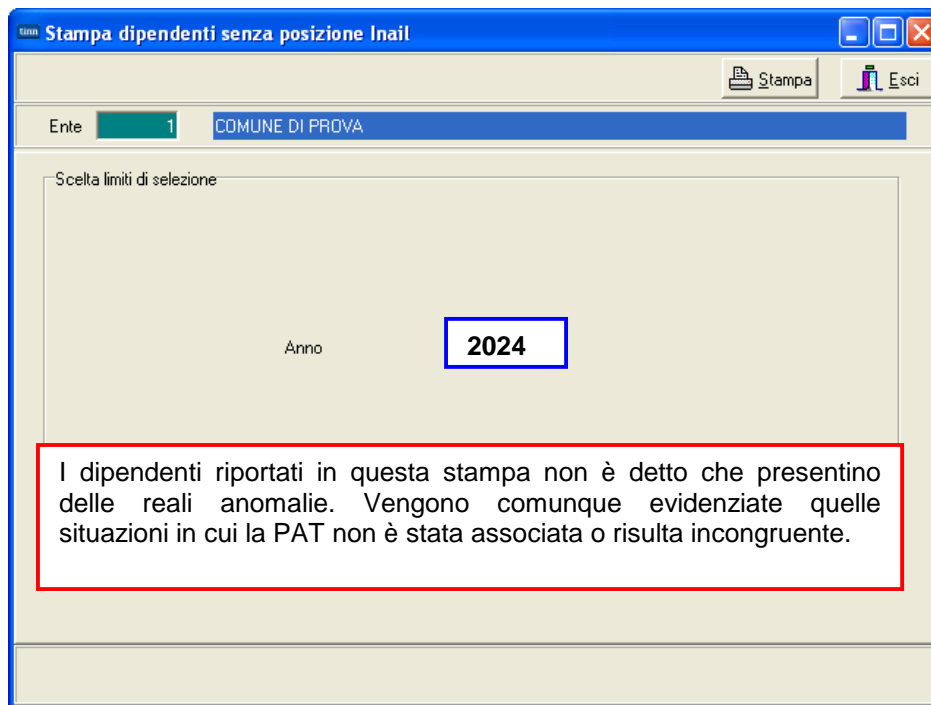 tinn Stampa dipendenti senza posizione Inail
Stampa Esci
Ente 1 COMUNE DI PROVA
Scelta limiti di selezione
Anno 2024
I dipendenti riportati in questa stampa non è detto che presentino
delle reali anomalie. Vengono comunque evidenziate quelle
situazioni in cui la PAT non è stata associata o risulta incongruente.